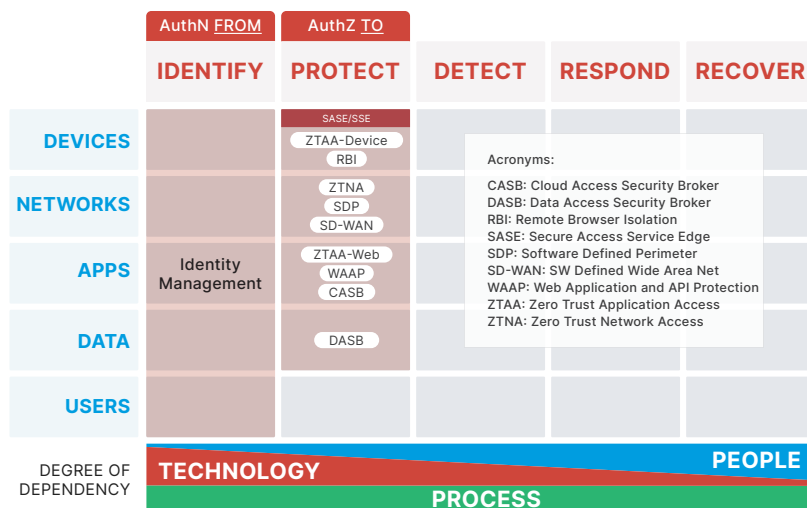 AuthN FROM
AuthZ TO
IDENTIFY
PROTECT
DETECT
RESPOND
RECOVER
SASE/SSE
DEVICES
ZTAA-Device
RBI
NETWORKS
ZTNA
SDP
SD-WAN
APPS
Identity
Management
ZTAA-Web
WAAP
CASB
DATA
DASB
USERS
Acronyms:
CASB: Cloud Access Security Broker
DASB: Data Access Security Broker
RBI: Remote Browser Isolation
SASE: Secure Access Service Edge
SDP: Software Defined Perimeter
SD-WAN: SW Defined Wide Area Net
WAAP: Web Application and API Protection
ZTAA: Zero Trust Application Access
ZTNA: Zero Trust Network Access
DEGREE OF
DEPENDENCY
TECHNOLOGY
PEOPLE
PROCESS